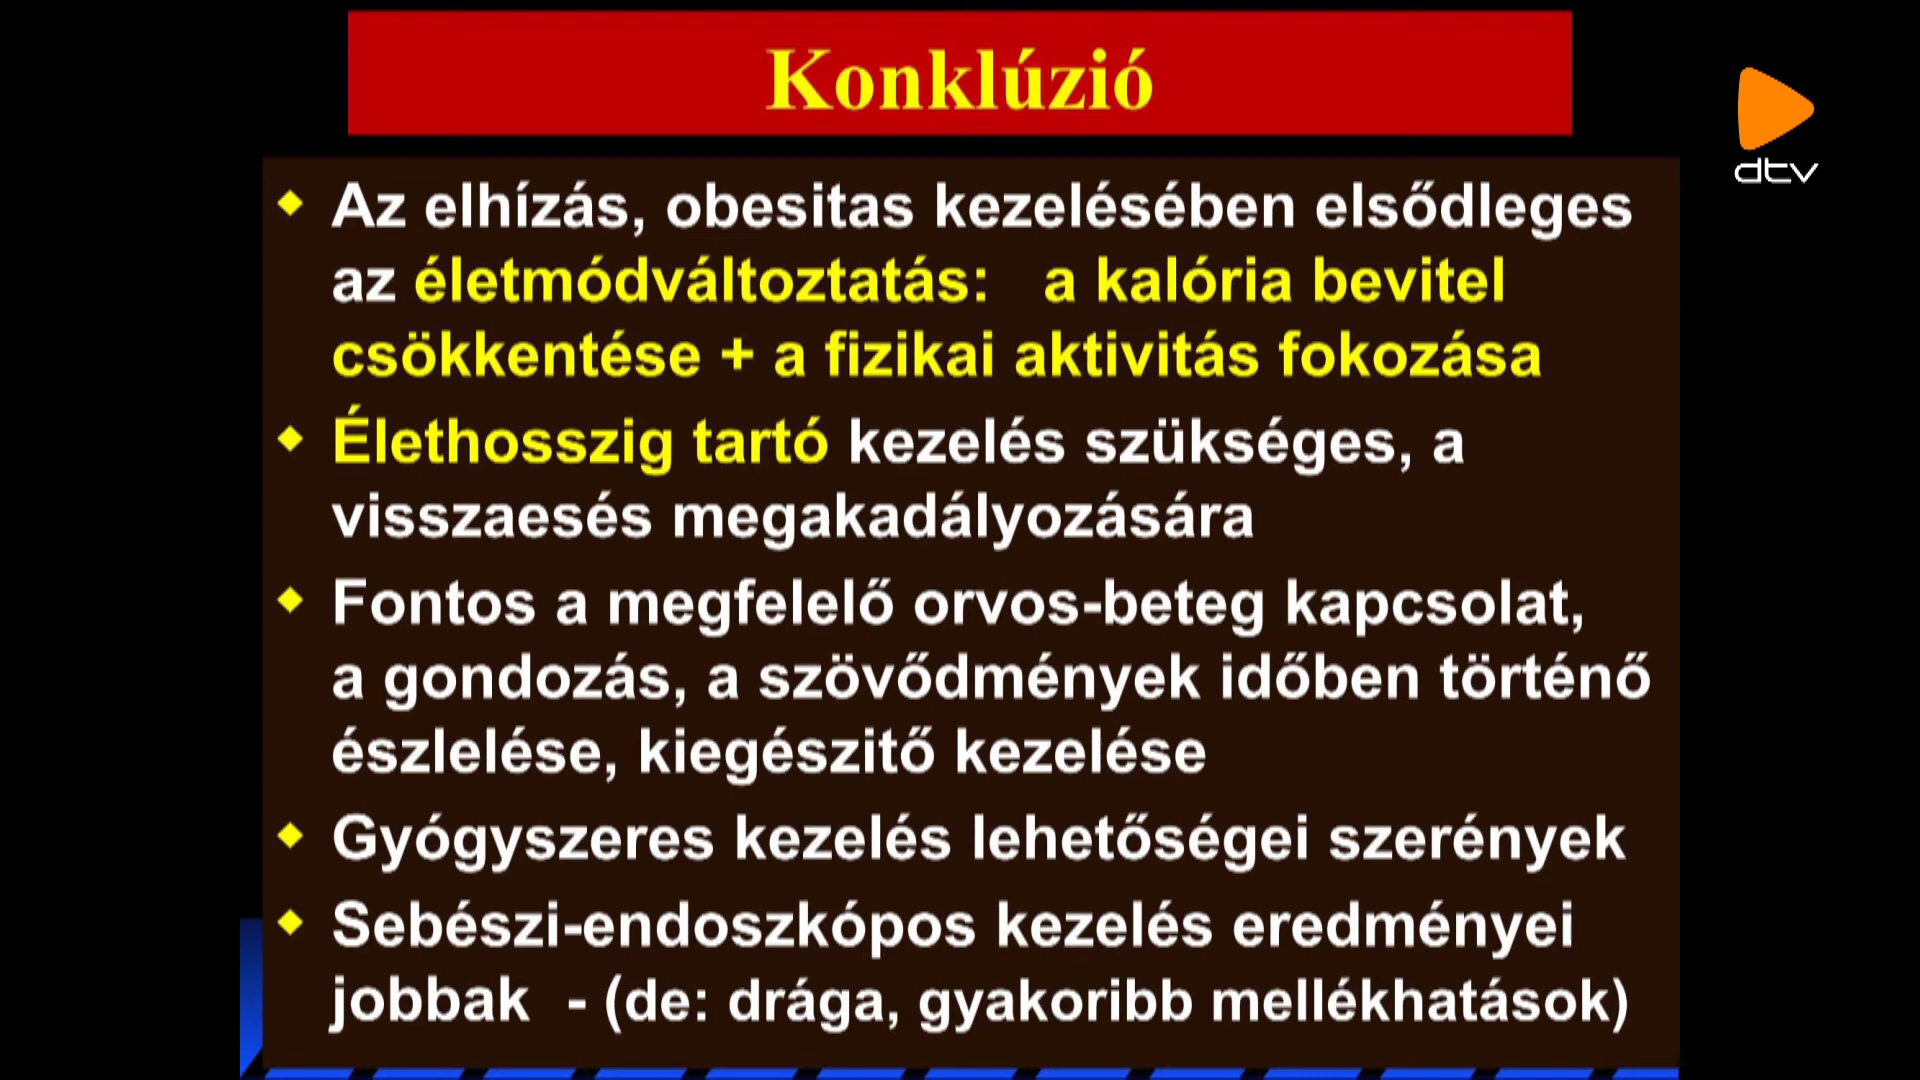 Konklúzió
dtv
Az elhízás, obesitas kezelésében elsődleges
az életmódváltoztatás: a kalória bevitel
csökkentése + a fizikai aktivitás fokozása
Élethosszig tartó kezelés szükséges, a
visszaesés megakadályozására
Fontos a megfelelő orvos-beteg kapcsolat,
a gondozás, a szövődmények időben történő
észlelése, kiegészitő kezelése
Gyógyszeres kezelés lehetőségei szerények
Sebészi-endoszkópos kezelés eredményei
jobbak - (de: drága, gyakoribb mellékhatások)